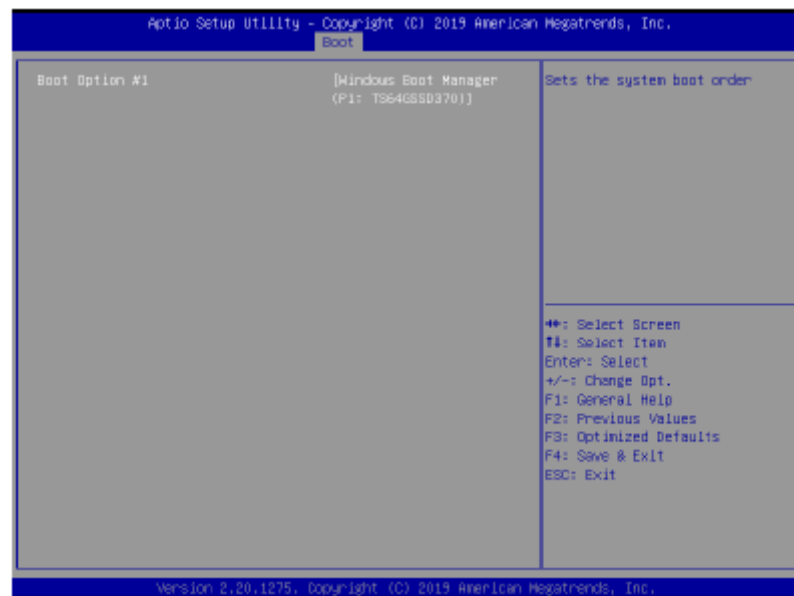 Aptio Setup Utility - Copyright (C) 2019 American Megatrends, Inc.
Boot
Boot Option #1 [Windows Boot Manager
(P1: TS64GSSD370)]
Sets the system boot order
→←: Select Screen
↑↓: Select Item
Enter: Select
+/-: Change Opt.
F1: General Help
F2: Previous Values
F3: Optimized Defaults
F4: Save & Exit
ESC: Exit
Version 2.20.1275. Copyright (C) 2019 American Megatrends, Inc.